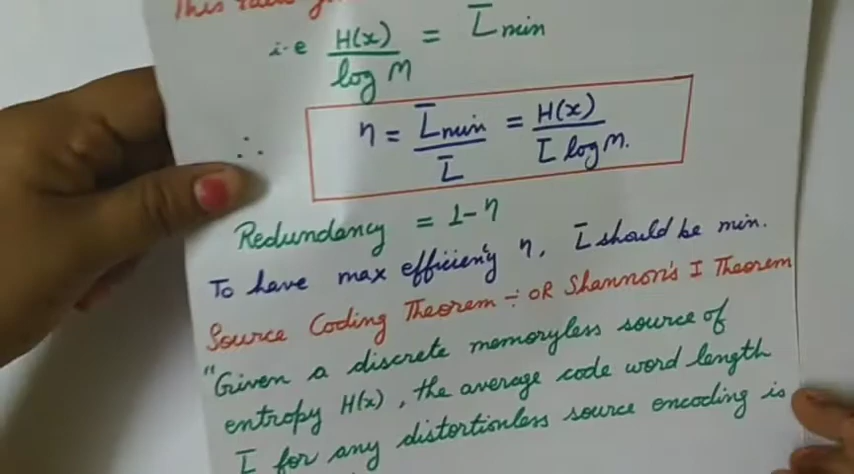 This
i.e H(x)/log M = L̄min
∴ η = L̄min/L̄ = H(x)/L̄ log M.
Redundancy = 1 - η
To have max efficiency η, L̄ should be min.
Source Coding Theorem ÷ OR Shannon's I Theorem
"Given a discrete memoryless source of
entropy H(x), the average code word length
L̄ for any distortionless source encoding is